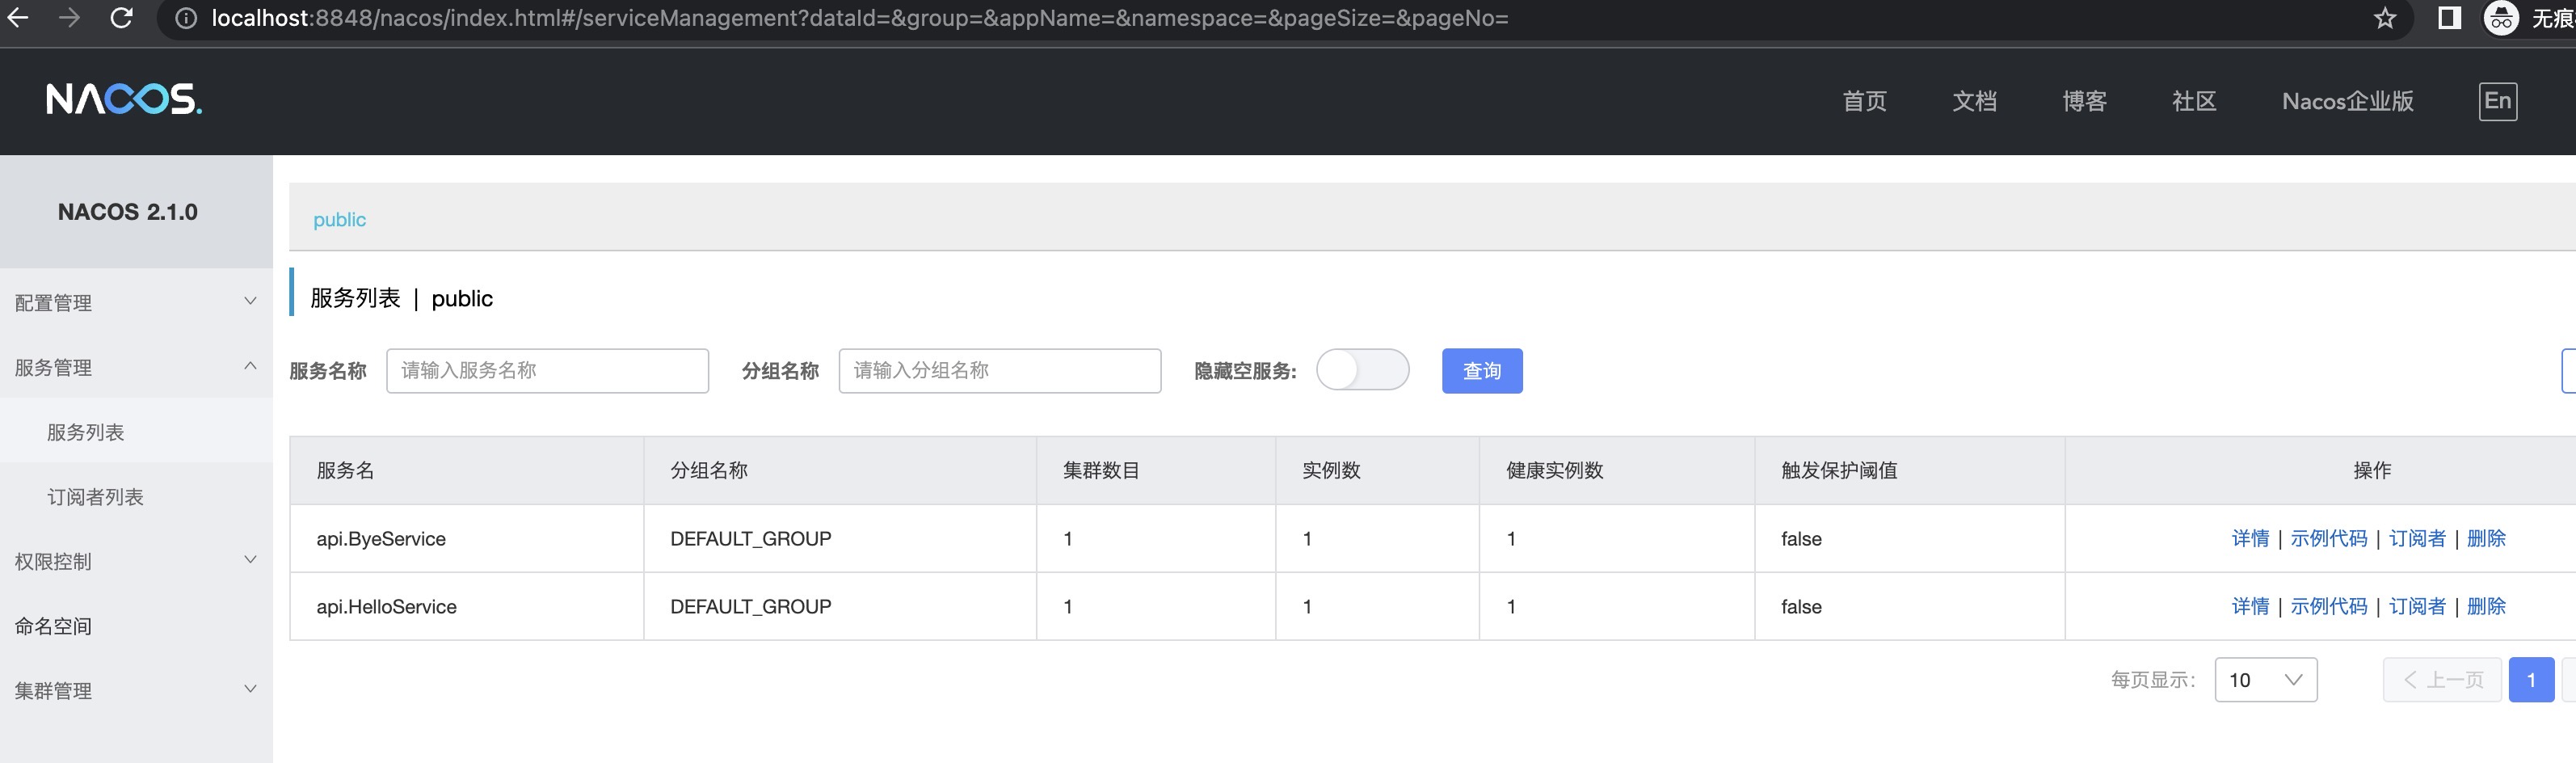 localhost:8848/nacos/index.html#/serviceManagement?dataId=&group=&appName=&namespace=&pageSize=&pageNo=
无痕
NACOS.
首页 文档 博客 社区 Nacos企业版 En
NACOS 2.1.0
public
配置管理
服务管理
服务列表
订阅者列表
权限控制
命名空间
集群管理
服务列表 | public
服务名称 请输入服务名称 分组名称 请输入分组名称 隐藏空服务: 查询
服务名 分组名称 集群数目 实例数 健康实例数 触发保护阈值 操作
api.ByeService DEFAULT_GROUP 1 1 1 false 详情 | 示例代码 | 订阅者 | 删除
api.HelloService DEFAULT_GROUP 1 1 1 false 详情 | 示例代码 | 订阅者 | 删除
每页显示: 10 上一页 1